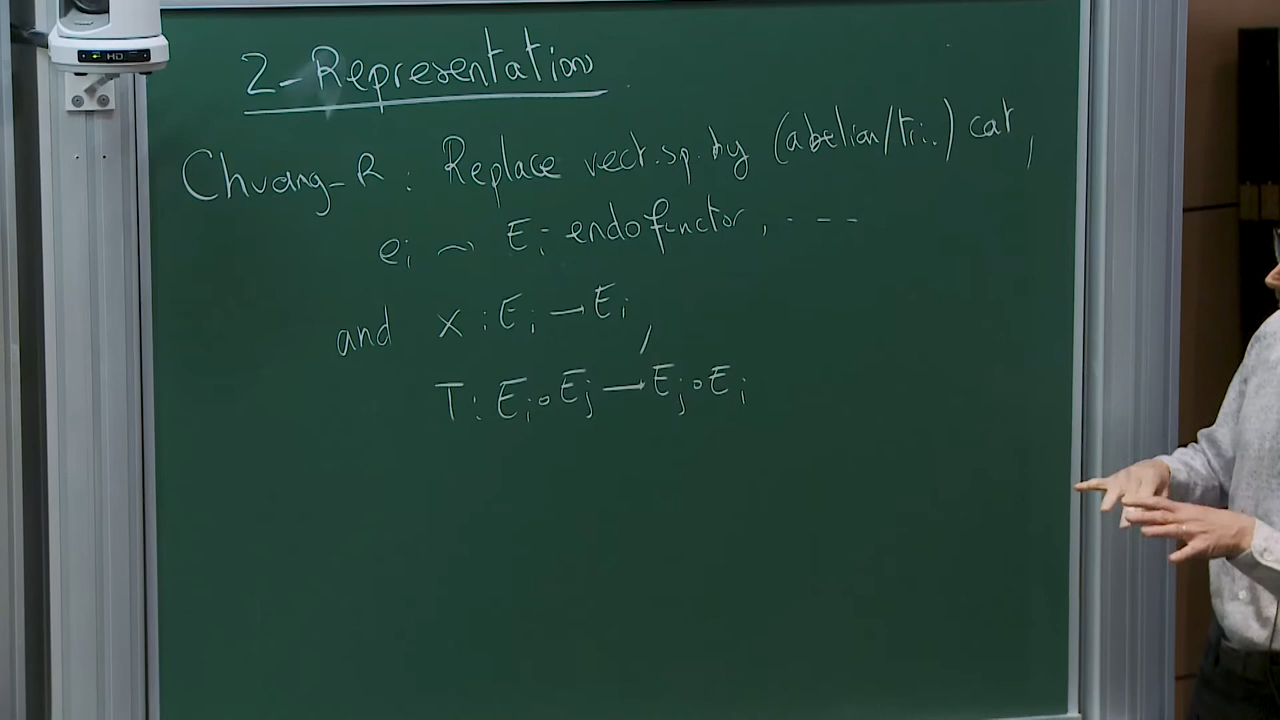 2-Representations
Chuang-R: Replace vect.sp. by (abelian/tri.) cat,
e_i ⇝ E_i endofunctor, ----
and X: E_i → E_i,
T: E_i ∘ E_j → E_j ∘ E_i
HD